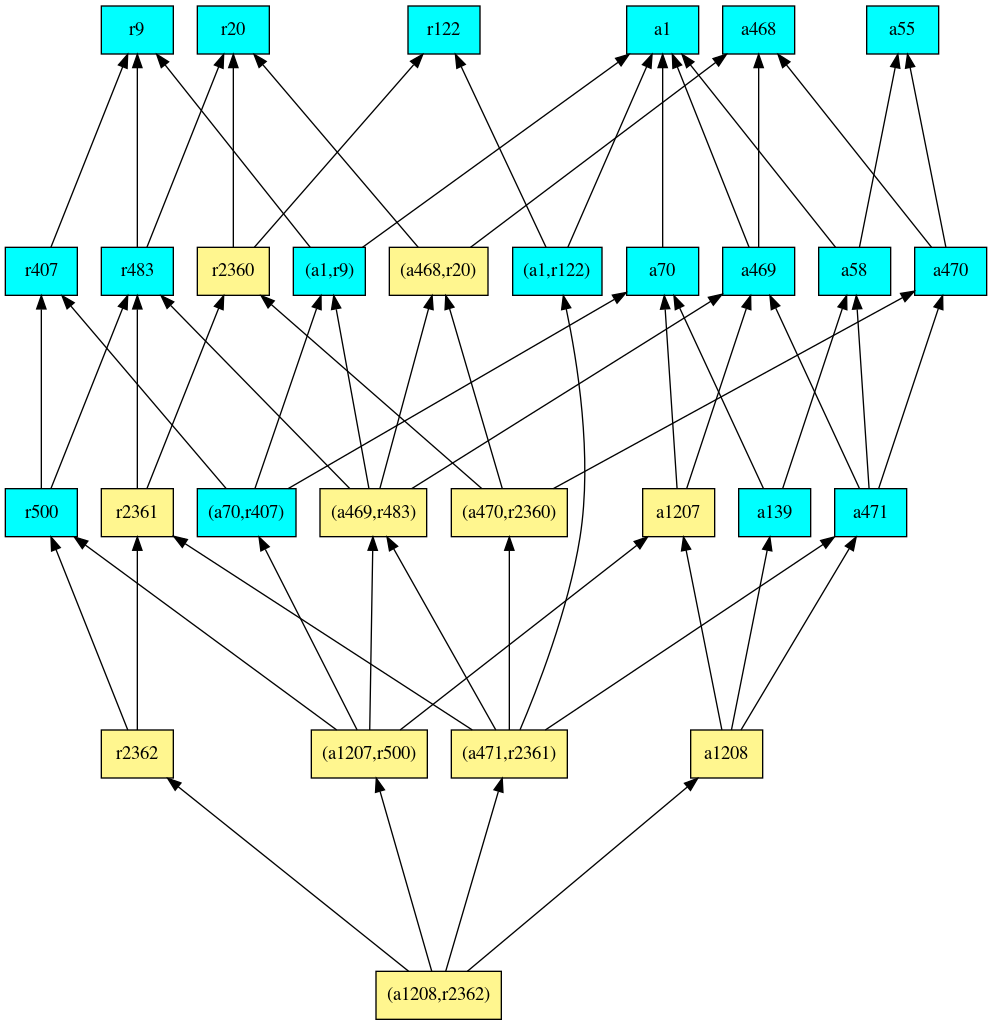 r9
r20
r122
a1
a468
a55
r407
r483
r2360
(a1,r9)
(a468,r20)
(a1,r122)
a70
a469
a58
a470
r500
r2361
(a70,r407)
(a469,r483)
(a470,r2360)
a1207
a139
a471
r2362
(a1207,r500)
(a471,r2361)
a1208
(a1208,r2362)